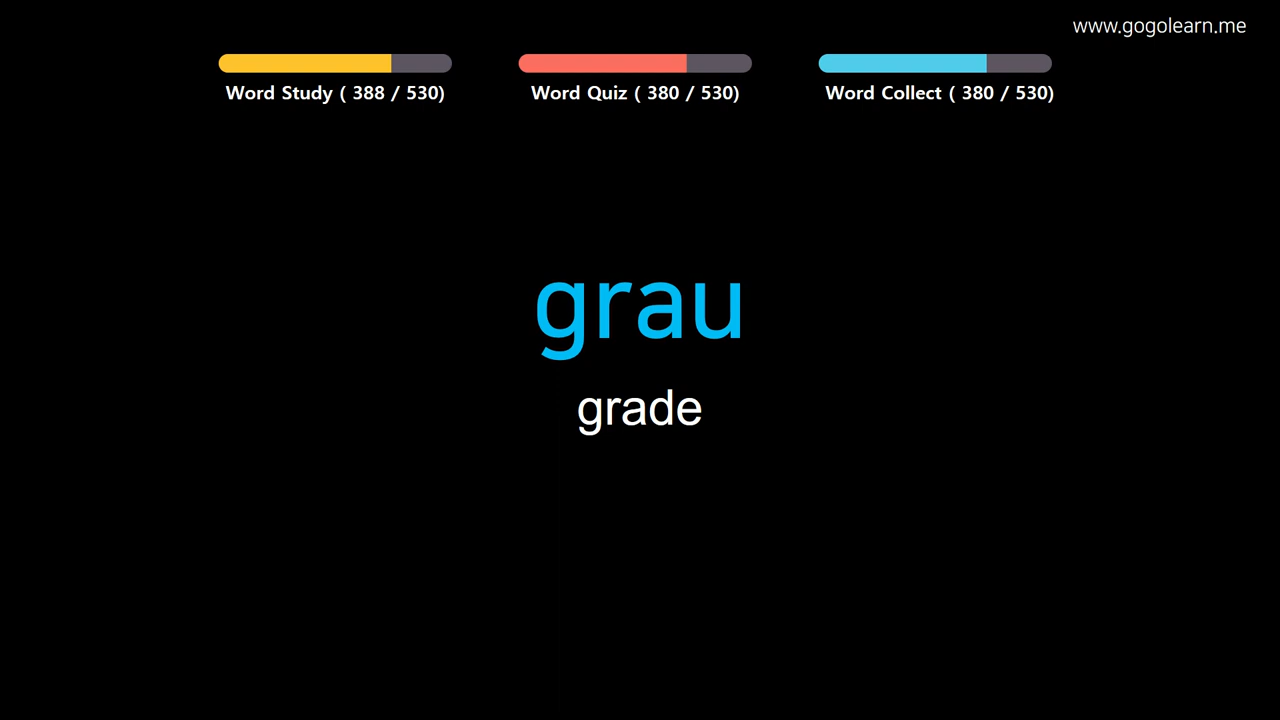 www.gogolearn.me
Word Study ( 388 / 530)
Word Quiz ( 380 / 530)
Word Collect ( 380 / 530)
grau
grade